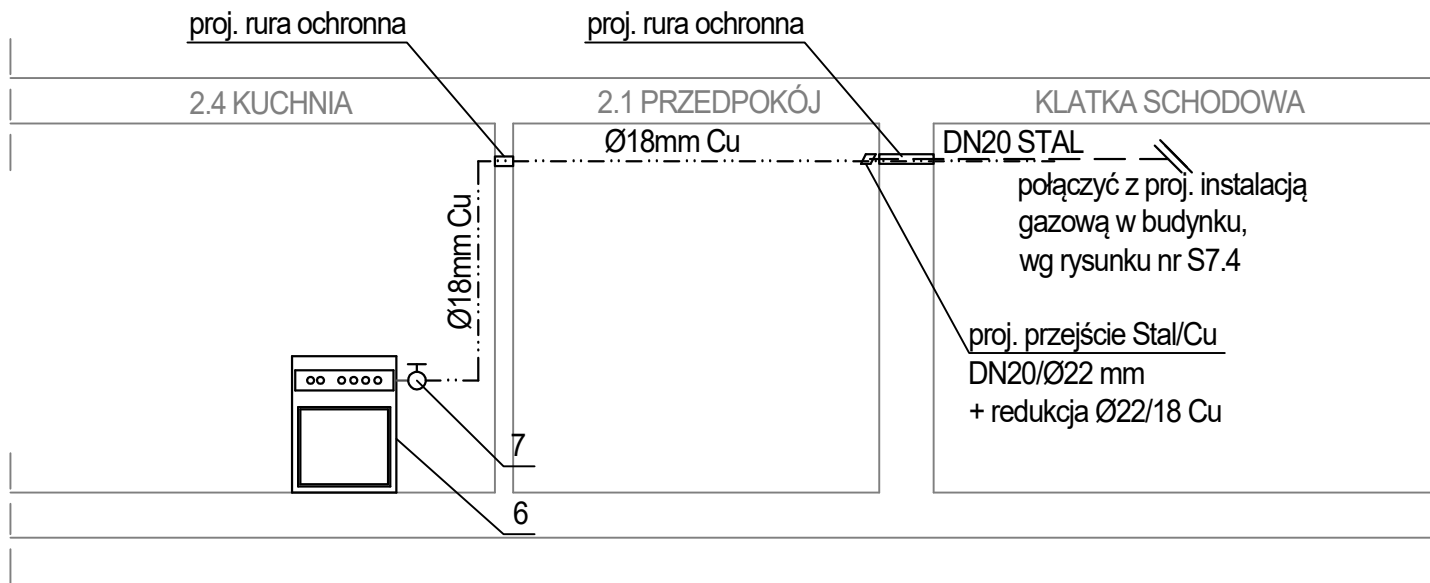 proj. rura ochronna
proj. rura ochronna
2.4 KUCHNIA
2.1 PRZEDPOKÓJ
KLATKA SCHODOWA
Ø18mm Cu
DN20 STAL
połączyć z proj. instalacją
gazową w budynku,
wg rysunku nr S7.4
Ø18mm Cu
proj. przejście Stal/Cu
DN20/Ø22 mm
+ redukcja Ø22/18 Cu
7
6